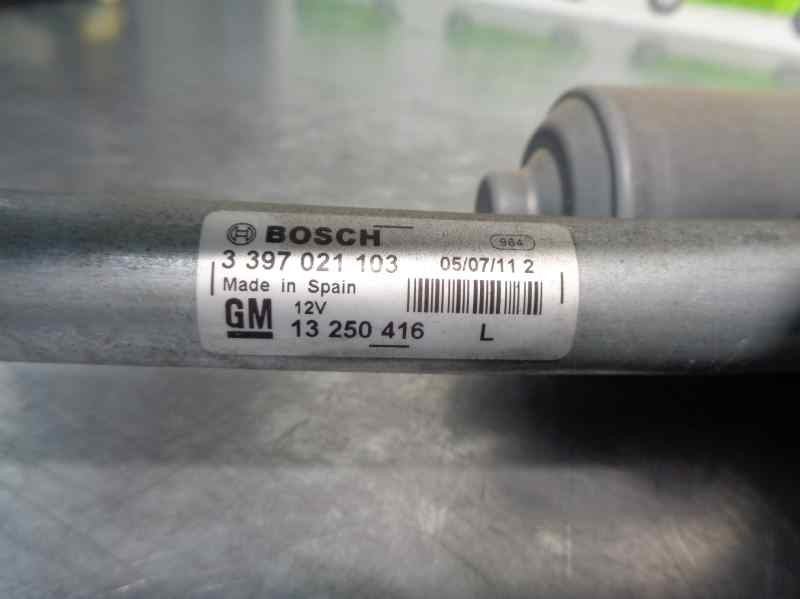 BOSCH 984
3 397 021 103 05/07/11 2
Made in Spain
GM 12V
13 250 416 L